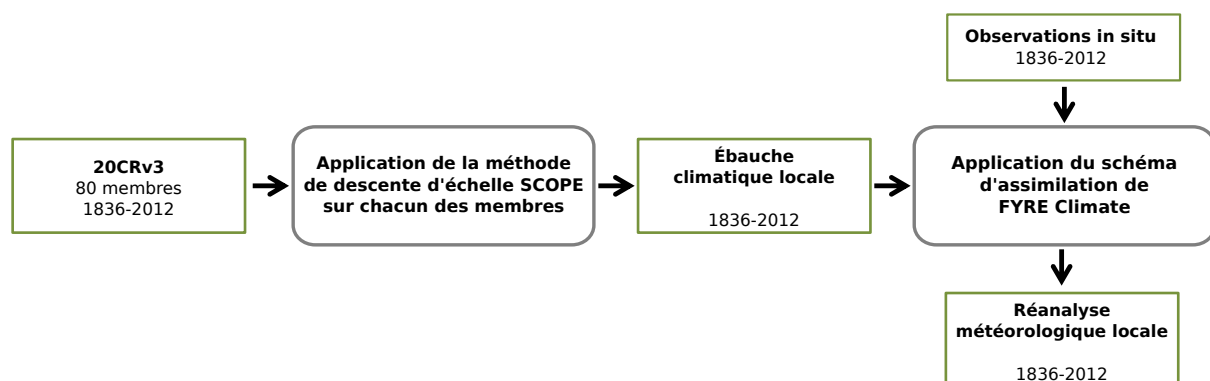 Observations in situ
1836-2012
20CRv3
80 membres
1836-2012
Application de la méthode
de descente d'échelle SCOPE
sur chacun des membres
Ébauche
climatique locale
1836-2012
Application du schéma
d'assimilation de
FYRE Climate
Réanalyse
météorologique locale
1836-2012